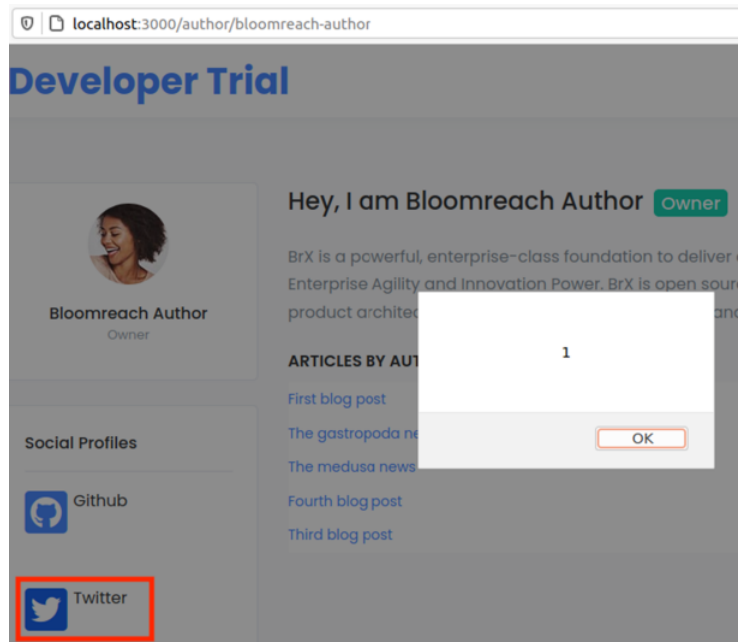 localhost:3000/author/bloomreach-author
Developer Trial
Bloomreach Author
Owner
Hey, I am Bloomreach Author Owner
BrX is a powerful, enterprise-class foundation to deliver
Enterprise Agility and Innovation Power. BrX is open sour
product architec
ARTICLES BY AUT
First blog post
The gastropoda ne
The medusa news
Fourth blog post
Third blog post
1
OK
Social Profiles
Github
Twitter